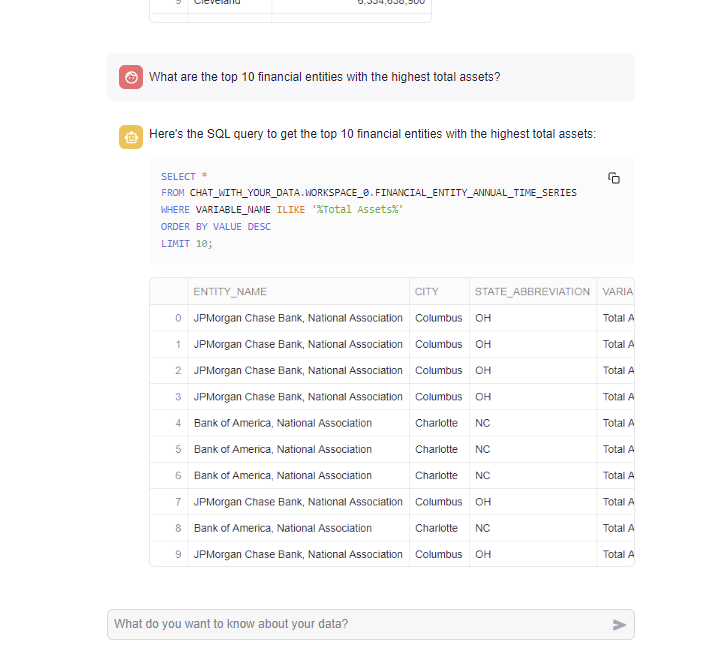 9 Cleveland 6,334,638,900
What are the top 10 financial entities with the highest total assets?
Here's the SQL query to get the top 10 financial entities with the highest total assets:
SELECT *
FROM CHAT_WITH_YOUR_DATA.WORKSPACE_0.FINANCIAL_ENTITY_ANNUAL_TIME_SERIES
WHERE VARIABLE_NAME ILIKE '%Total Assets%'
ORDER BY VALUE DESC
LIMIT 10;
ENTITY_NAME CITY STATE_ABBREVIATION VARIA
0 JPMorgan Chase Bank, National Association Columbus OH Total A
1 JPMorgan Chase Bank, National Association Columbus OH Total A
2 JPMorgan Chase Bank, National Association Columbus OH Total A
3 JPMorgan Chase Bank, National Association Columbus OH Total A
4 Bank of America, National Association Charlotte NC Total A
5 Bank of America, National Association Charlotte NC Total A
6 Bank of America, National Association Charlotte NC Total A
7 JPMorgan Chase Bank, National Association Columbus OH Total A
8 Bank of America, National Association Charlotte NC Total A
9 JPMorgan Chase Bank, National Association Columbus OH Total A
What do you want to know about your data?